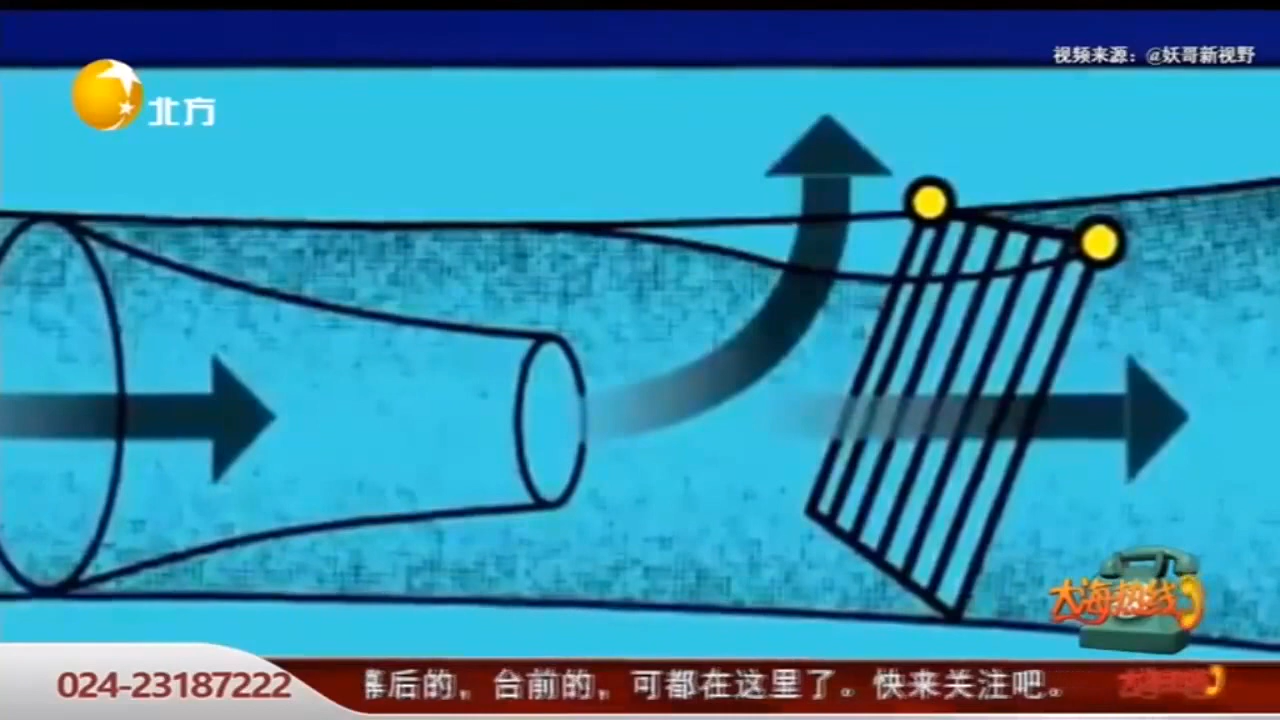 视频来源：@妖哥新视野
北方
大海热线
024-23187222
幕后的，台前的，可都在这里了。快来关注吧。